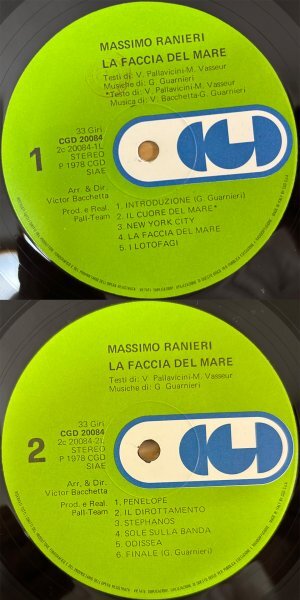 MASSIMO RANIERI
LA FACCIA DEL MARE
Testi di: V. Pallavicini-M. Vasseur
Musiche di: G. Guarnieri
*Testo di V. Pallavicini-M. Vasseur
Musica di: V. Bacchetta-G. Guarnieri
33 Giri
CGD 20084
2c 20084-1L
STEREO
P 1978 CGD
SIAE
1
Arr. & Dir.
Victor Bacchetta
Prod. e Real.
Pall-Team
1. INTRODUZIONE (G. Guarnieri)
2. IL CUORE DEL MARE*
3. NEW YORK CITY
4. LA FACCIA DEL MARE
5. I LOTOFAGI
MASSIMO RANIERI
LA FACCIA DEL MARE
Testi di: V. Pallavicini-M. Vasseur
Musiche di: G. Guarnieri
33 Giri
CGD 20084
2c 20084-2L
STEREO
P 1978 CGD
SIAE
2
Arr. & Dir.
Victor Bacchetta
Prod. e Real.
Pall-Team
1. PENELOPE
2. IL DIROTTAMENTO
3. STEPHANOS
4. SOLE SULLA BANDA
5. ODISSEA
6. FINALE (G. Guarnieri)